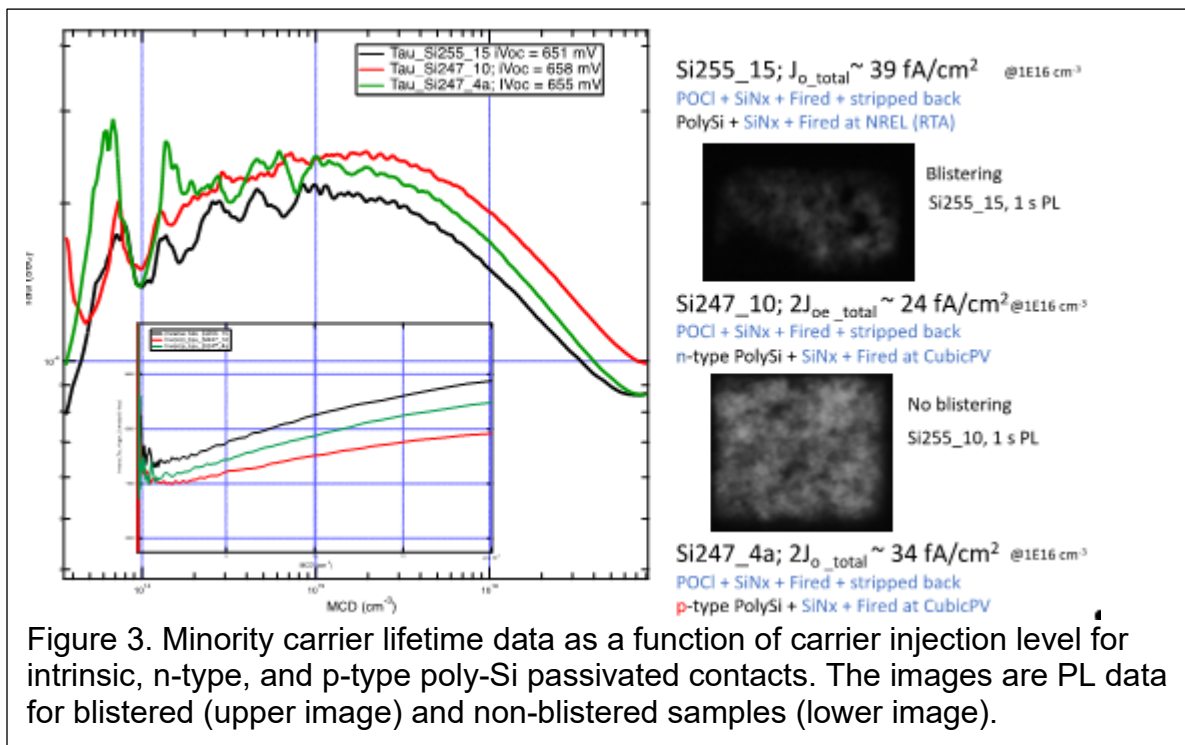 Tau_Si255_15 iVoc = 651 mV
Tau_Si247_10; iVoc = 658 mV
Tau_Si247_4a; IVoc = 655 mV
MCD (cm⁻³)
Si255_15; Jo_total~ 39 fA/cm² @1E16 cm⁻³
POCl + SiNx + Fired + stripped back
PolySi + SiNx + Fired at NREL (RTA)
Blistering
Si255_15, 1 s PL
Si247_10; 2Joe_total ~ 24 fA/cm² @1E16 cm⁻³
POCl + SiNx + Fired + stripped back
n-type PolySi + SiNx + Fired at CubicPV
No blistering
Si255_10, 1 s PL
Si247_4a; 2Jo_total ~ 34 fA/cm² @1E16 cm⁻³
POCl + SiNx + Fired + stripped back
p-type PolySi + SiNx + Fired at CubicPV
Figure 3. Minority carrier lifetime data as a function of carrier injection level for
intrinsic, n-type, and p-type poly-Si passivated contacts. The images are PL data
for blistered (upper image) and non-blistered samples (lower image).